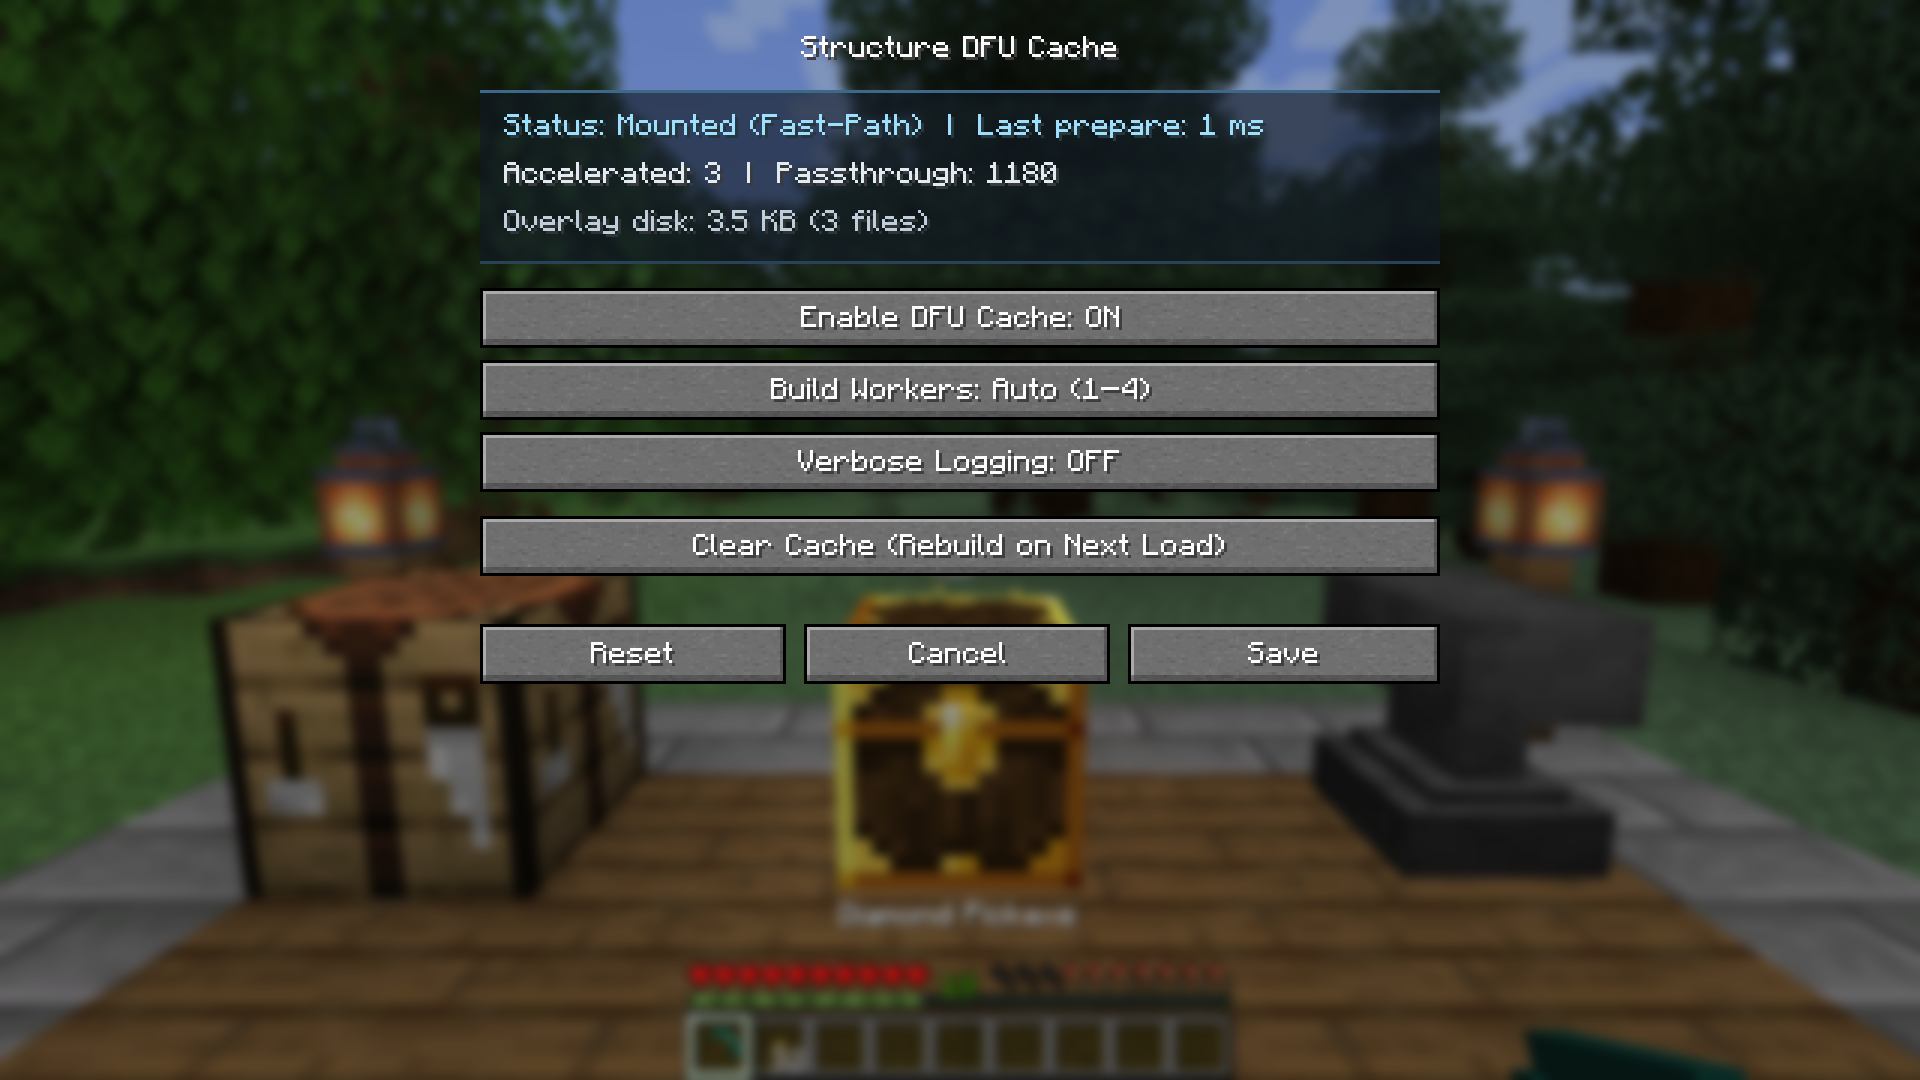 Structure DFU Cache
Status: Mounted (Fast-Path) | Last prepare: 1 ms
Accelerated: 3 | Passthrough: 1180
Overlay disk: 3.5 KB (3 files)
Enable DFU Cache: ON
Build Workers: Auto (1–4)
Verbose Logging: OFF
Clear Cache (Rebuild on Next Load)
Reset
Cancel
Save
Diamond Pickaxe